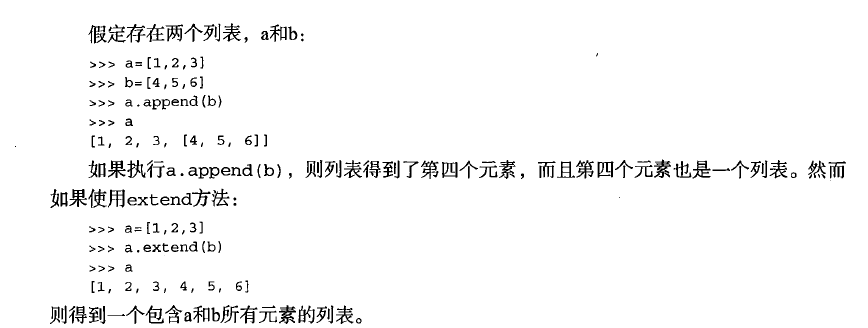 假定存在两个列表，a和b：
>>> a=[1,2,3]
>>> b=[4,5,6]
>>> a.append(b)
>>> a
[1, 2, 3, [4, 5, 6]]
如果执行a.append(b)，则列表得到了第四个元素，而且第四个元素也是一个列表。然而
如果使用extend方法：
>>> a=[1,2,3]
>>> a.extend(b)
>>> a
[1, 2, 3, 4, 5, 6]
则得到一个包含a和b所有元素的列表。